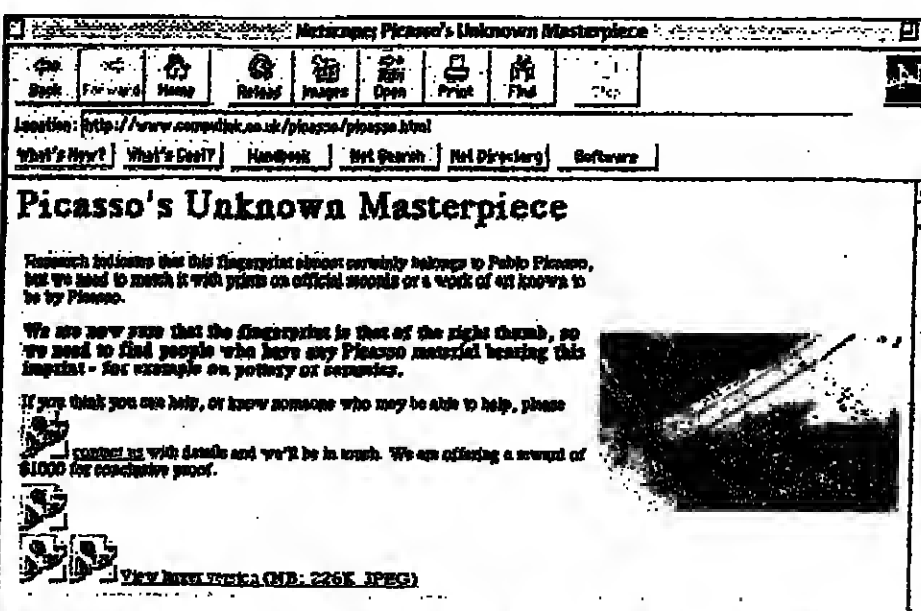 Netscape: Picasso's Unknown Masterpiece
Back Forward Home Reload Images Open Print Find Stop
Location: http://www.compulink.co.uk/picasso/picasso.html
What's New? What's Cool? Handbook Net Search Net Directory Software
Picasso's Unknown Masterpiece
Research indicates that this fingerprint almost certainly belongs to Pablo Picasso,
but we need to match it with prints on official records or a work of art known to
be by Picasso.
We are now sure that the fingerprint is that of the right thumb, so
we need to find people who have any Picasso material bearing this
imprint - for example on pottery or ceramics.
If you think you can help, or know someone who may be able to help, please
contact us with details and we'll be in touch. We are offering a reward of
$1000 for conclusive proof.
View larger version (NB: 226K JPEG)